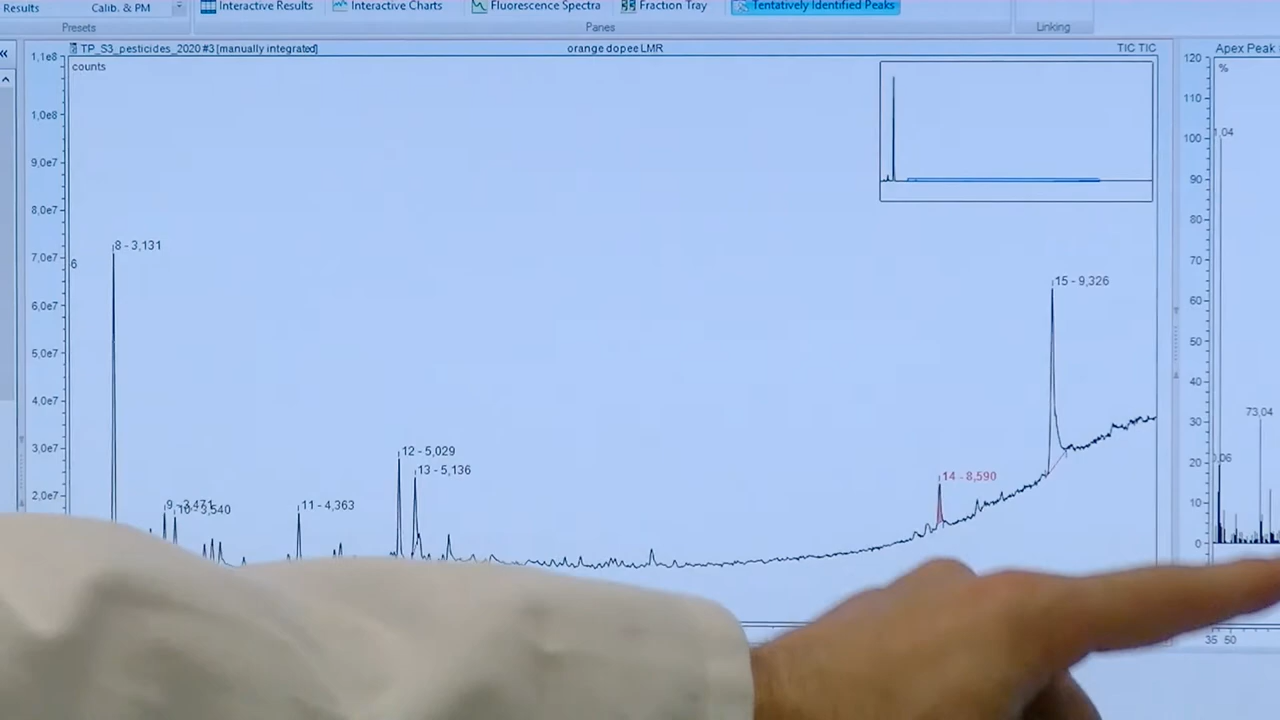 Results
Calib. & PM
Interactive Results
Interactive Charts
Fluorescence Spectra
Fraction Tray
Tentatively Identified Peaks
Presets
Panes
Linking
TP_S3_pesticides_2020 #3 [manually integrated]
orange dopee LMR
TIC TIC
Apex Peak
1,1e8
counts
1,0e8
9,0e7
8,0e7
7,0e7
6,0e7
5,0e7
4,0e7
3,0e7
2,0e7
6
8 - 3,131
9 - 3,471
10 - 3,540
11 - 4,363
12 - 5,029
13 - 5,136
14 - 8,590
15 - 9,326
120
%
110
100
90
80
70
60
50
40
30
20
10
0
73,04
35 50